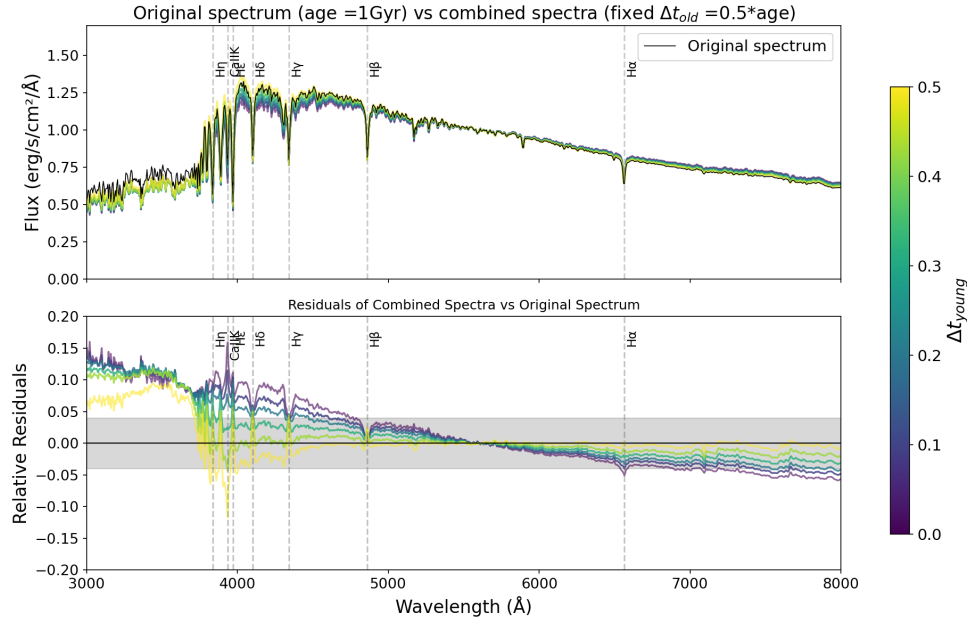 Original spectrum (age =1Gyr) vs combined spectra (fixed Δt_old =0.5*age)
Original spectrum
Hη
CaIIK
Hε
Hδ
Hγ
Hβ
Hα
Flux (erg/s/cm²/Å)
1.50
1.25
1.00
0.75
0.50
0.25
0.00
Residuals of Combined Spectra vs Original Spectrum
Hη
CaIIK
Hε
Hδ
Hγ
Hβ
Hα
Relative Residuals
0.20
0.15
0.10
0.05
0.00
−0.05
−0.10
−0.15
−0.20
3000 4000 5000 6000 7000 8000
Wavelength (Å)
0.5
0.4
0.3
0.2
0.1
0.0
Δt_young